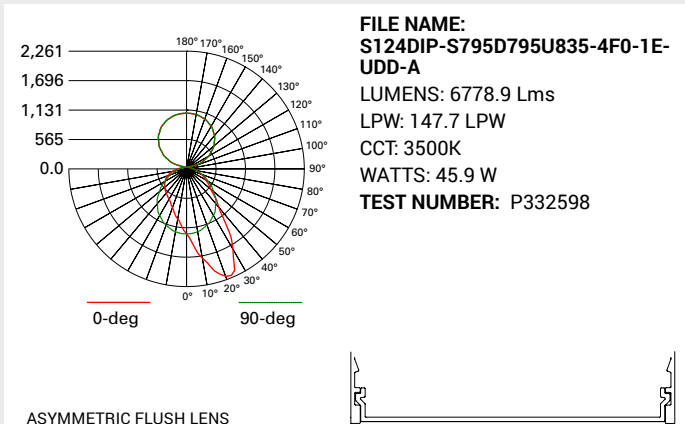 FILE NAME:
S124DIP-S795D795U835-4F0-1E-
UDD-A
LUMENS: 6778.9 Lms
LPW: 147.7 LPW
CCT: 3500K
WATTS: 45.9 W
TEST NUMBER: P332598
2,261
1,696
1,131
565
0.0
180°
170°
160°
150°
140°
130°
120°
110°
100°
90°
80°
70°
60°
50°
40°
30°
20°
10°
0°
0-deg
90-deg
ASYMMETRIC FLUSH LENS